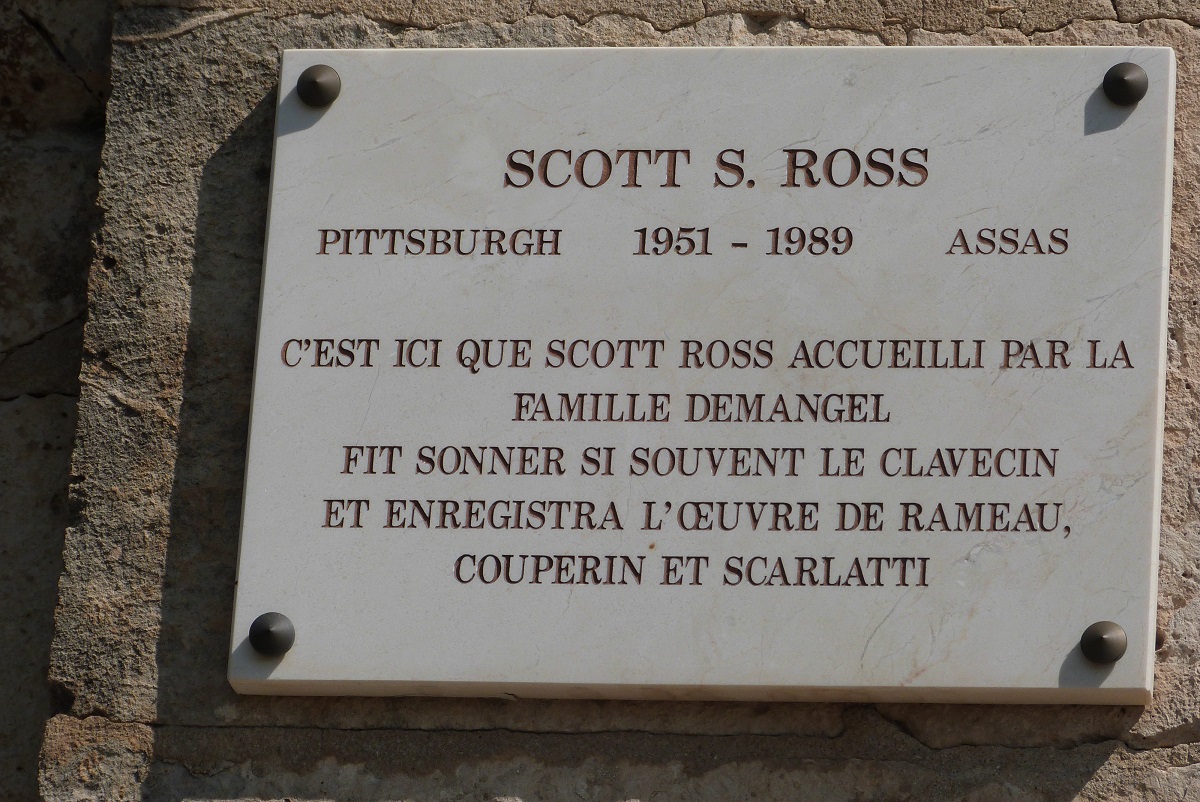 SCOTT S. ROSS
PITTSBURGH 1951 - 1989 ASSAS
C'EST ICI QUE SCOTT ROSS ACCUEILLI PAR LA
FAMILLE DEMANGEL
FIT SONNER SI SOUVENT LE CLAVECIN
ET ENREGISTRA L'ŒUVRE DE RAMEAU,
COUPERIN ET SCARLATTI